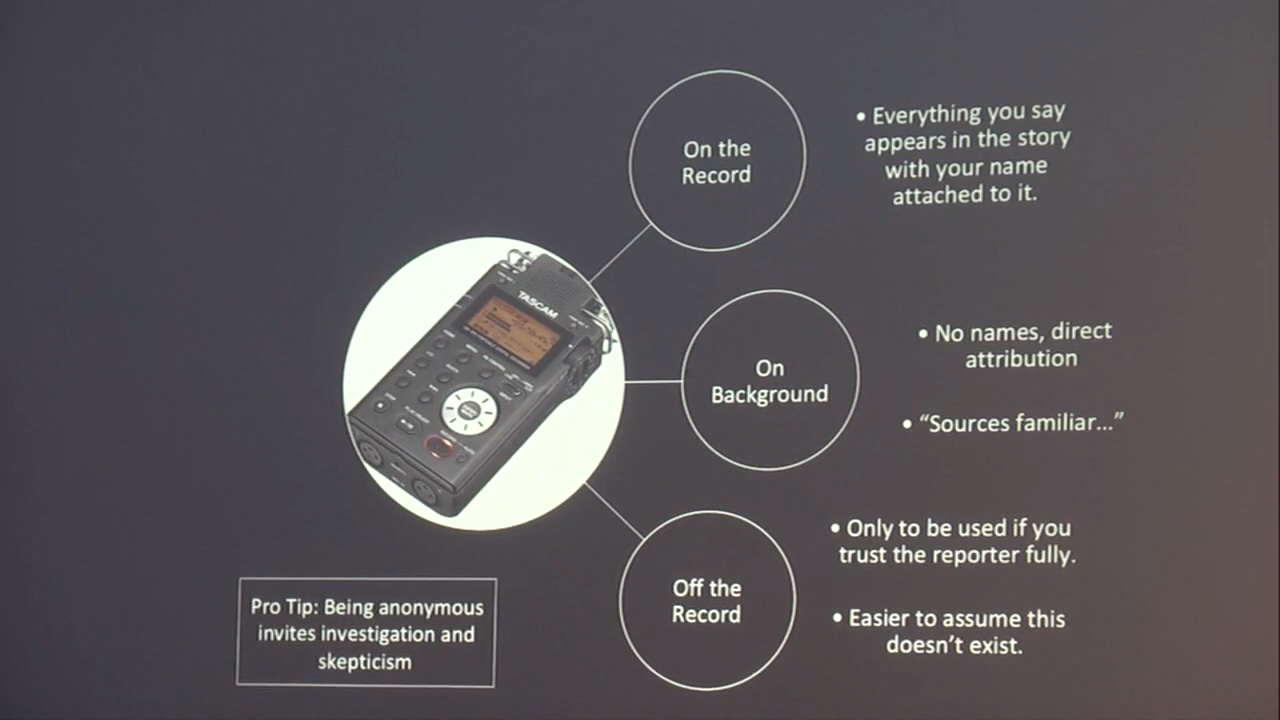 On the
Record
• Everything you say
appears in the story
with your name
attached to it.
TASCAM
On
Background
• No names, direct
attribution
• “Sources familiar...”
Off the
Record
• Only to be used if you
trust the reporter fully.
• Easier to assume this
doesn’t exist.
Pro Tip: Being anonymous
invites investigation and
skepticism